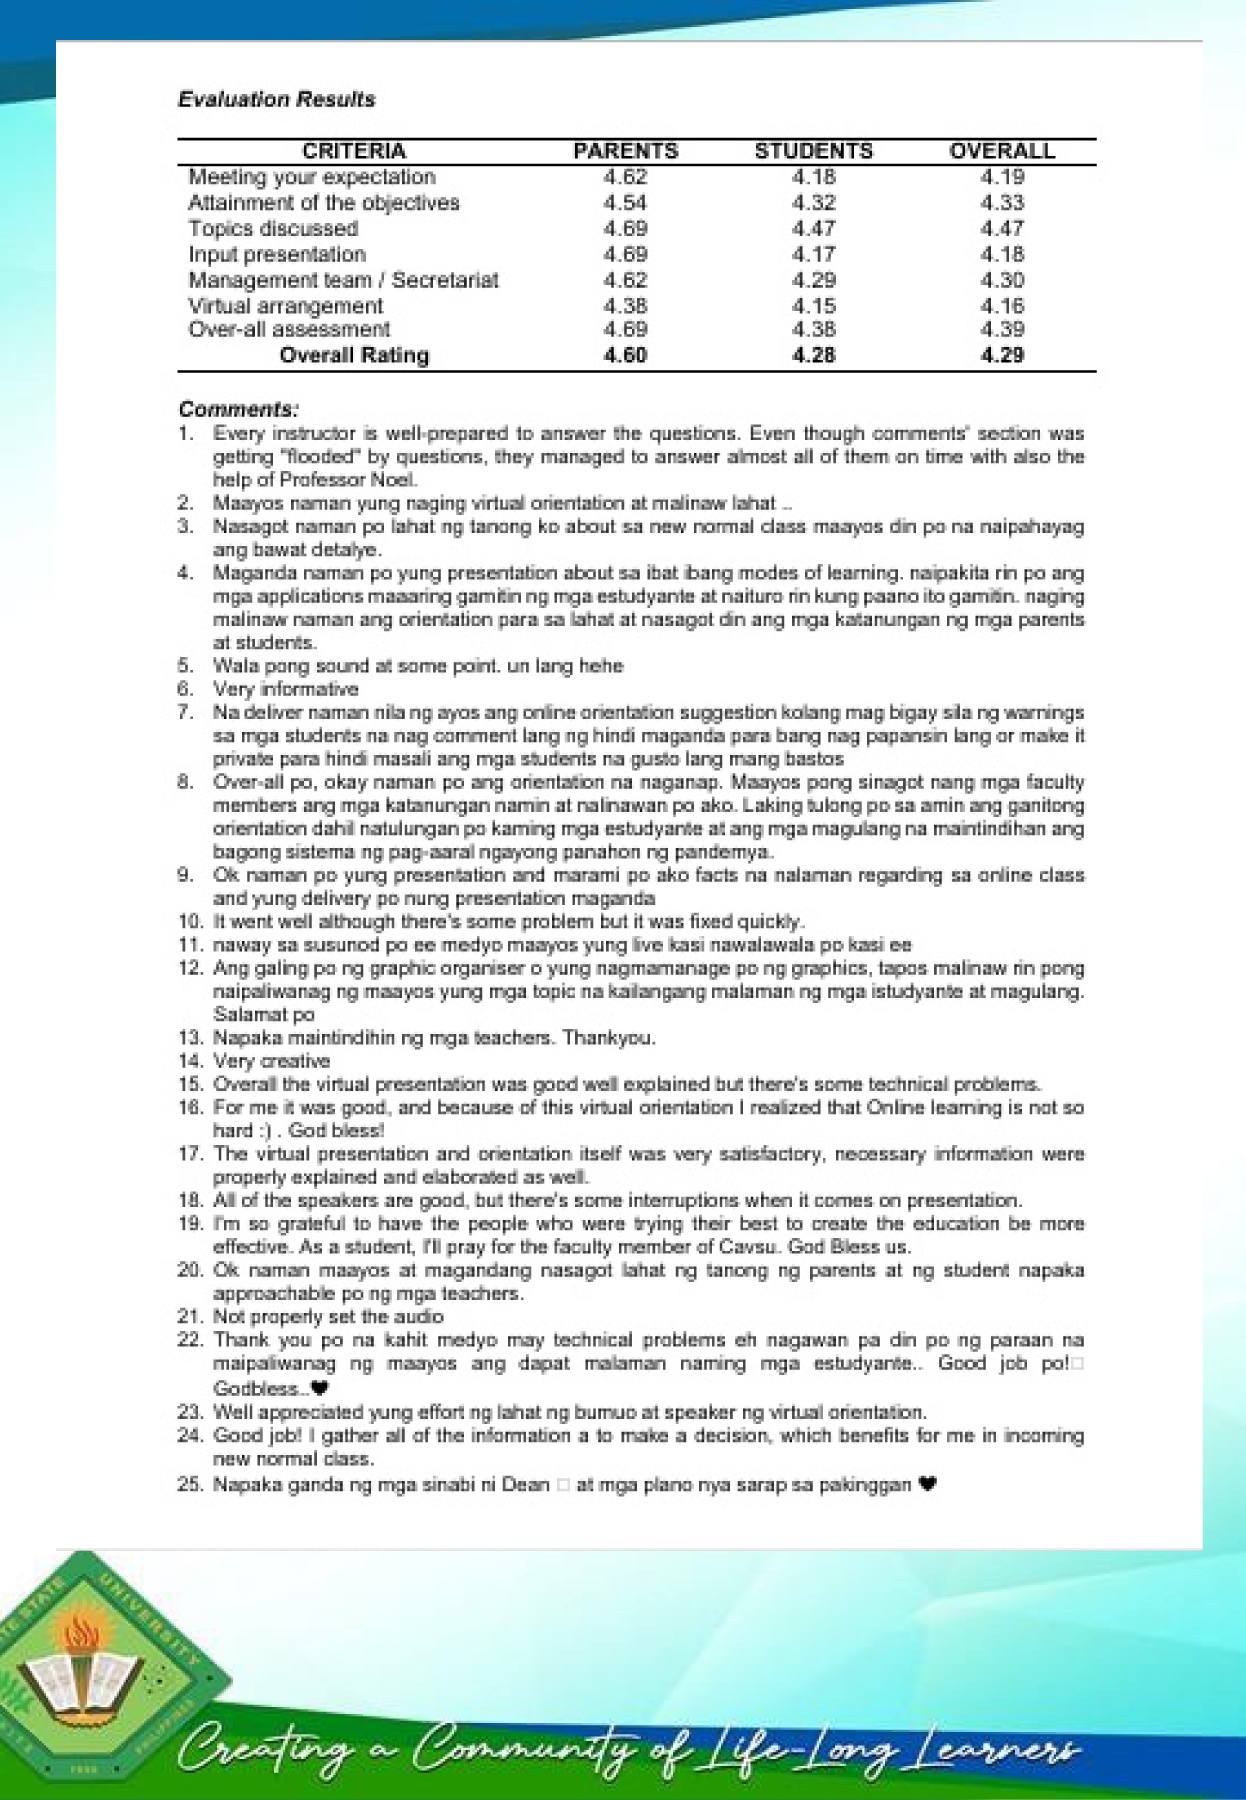 Evaluation Results
CRITERIA PARENTS STUDENTS OVERALL
Meeting your expectation 4.62 4.18 4.19
Attainment of the objectives 4.54 4.32 4.33
Topics discussed 4.69 4.47 4.47
Input presentation 4.69 4.17 4.18
Management team / Secretariat 4.62 4.29 4.30
Virtual arrangement 4.38 4.15 4.16
Over-all assessment 4.69 4.38 4.39
Overall Rating 4.60 4.28 4.29
Comments:
1. Every instructor is well-prepared to answer the questions. Even though comments' section was
getting "flooded" by questions, they managed to answer almost all of them on time with also the
help of Professor Noel.
2. Maayos naman yung naging virtual orientation at malinaw lahat ..
3. Nasagot naman po lahat ng tanong ko about sa new normal class maayos din po na naipahayag
ang bawat detalye.
4. Maganda naman po yung presentation about sa ibat ibang modes of learning. naipakita rin po ang
mga applications maaaring gamitin ng mga estudyante at naituro rin kung paano ito gamitin. naging
malinaw naman ang orientation para sa lahat at nasagot din ang mga katanungan ng mga parents
at students.
5. Wala pong sound at some point. un lang hehe
6. Very informative
7. Na deliver naman nila ng ayos ang online orientation suggestion kolang mag bigay sila ng warnings
sa mga students na nag comment lang ng hindi maganda para bang nag papansin lang or make it
private para hindi masali ang mga students na gusto lang mang bastos
8. Over-all po, okay naman po ang orientation na naganap. Maayos pong sinagot nang mga faculty
members ang mga katanungan namin at nalinawan po ako. Laking tulong po sa amin ang ganitong
orientation dahil natulungan po kaming mga estudyante at ang mga magulang na maintindihan ang
bagong sistema ng pag-aaral ngayong panahon ng pandemya.
9. Ok naman po yung presentation and marami po ako facts na nalaman regarding sa online class
and yung delivery po nung presentation maganda
10. It went well although there's some problem but it was fixed quickly.
11. naway sa susunod po ee medyo maayos yung live kasi nawalawala po kasi ee
12. Ang galing po ng graphic organiser o yung nagmamanage po ng graphics, tapos malinaw rin pong
naipaliwanag ng maayos yung mga topic na kailangang malaman ng mga istudyante at magulang.
Salamat po
13. Napaka maintindihin ng mga teachers. Thankyou.
14. Very creative
15. Overall the virtual presentation was good well explained but there's some technical problems.
16. For me it was good, and because of this virtual orientation I realized that Online learning is not so
hard :) . God bless!
17. The virtual presentation and orientation itself was very satisfactory, necessary information were
properly explained and elaborated as well.
18. All of the speakers are good, but there's some interruptions when it comes on presentation.
19. I'm so grateful to have the people who were trying their best to create the education be more
effective. As a student, I'll pray for the faculty member of Cavsu. God Bless us.
20. Ok naman maayos at magandang nasagot lahat ng tanong ng parents at ng student napaka
approachable po ng mga teachers.
21. Not properly set the audio
22. Thank you po na kahit medyo may technical problems eh nagawan pa din po ng paraan na
maipaliwanag ng maayos ang dapat malaman naming mga estudyante.. Good job po!□
Godbless..♥
23. Well appreciated yung effort ng lahat ng bumuo at speaker ng virtual orientation.
24. Good job! I gather all of the information a to make a decision, which benefits for me in incoming
new normal class.
25. Napaka ganda ng mga sinabi ni Dean □ at mga plano nya sarap sa pakinggan ♥
STATE UNIVERSITY
PHILIPPINES
Creating a Community of Life-Long Learners